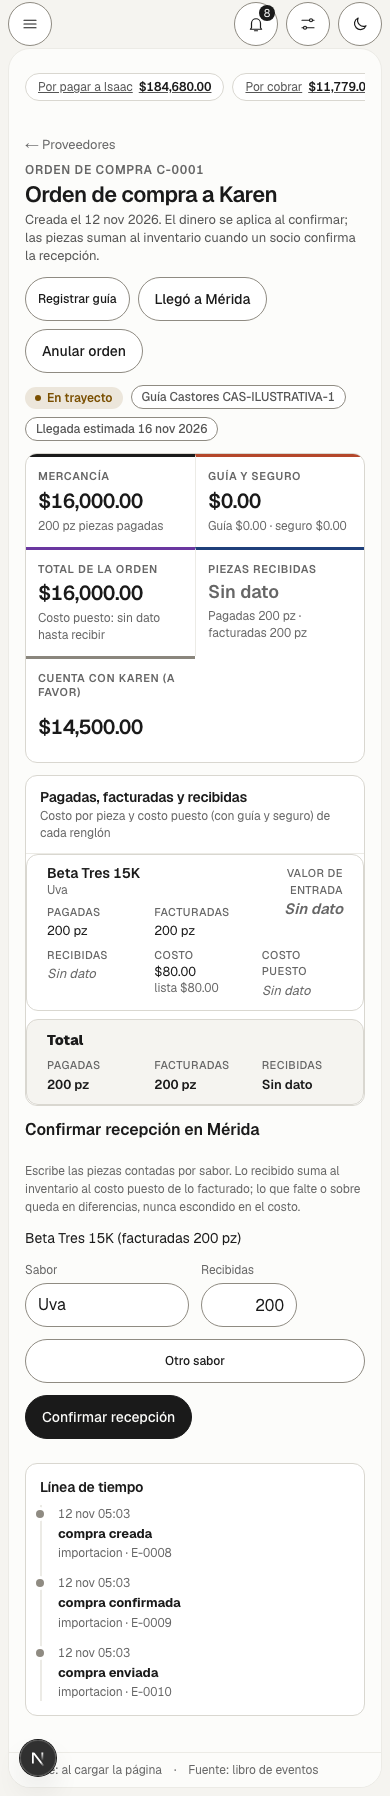 8
Por pagar a Isaac $184,680.00 Por cobrar $11,779.0
← Proveedores
ORDEN DE COMPRA C-0001
Orden de compra a Karen
Creada el 12 nov 2026. El dinero se aplica al confirmar;
las piezas suman al inventario cuando un socio confirma
la recepción.
Registrar guía Llegó a Mérida
Anular orden
En trayecto Guía Castores CAS-ILUSTRATIVA-1
Llegada estimada 16 nov 2026
MERCANCÍA
$16,000.00
200 pz piezas pagadas
GUÍA Y SEGURO
$0.00
Guía $0.00 · seguro $0.00
TOTAL DE LA ORDEN
$16,000.00
Costo puesto: sin dato
hasta recibir
PIEZAS RECIBIDAS
Sin dato
Pagadas 200 pz ·
facturadas 200 pz
CUENTA CON KAREN (A
FAVOR)
$14,500.00
Pagadas, facturadas y recibidas
Costo por pieza y costo puesto (con guía y seguro) de
cada renglón
Beta Tres 15K
Uva
VALOR DE
ENTRADA
Sin dato
PAGADAS
200 pz
FACTURADAS
200 pz
RECIBIDAS
Sin dato
COSTO
$80.00
lista $80.00
COSTO
PUESTO
Sin dato
Total
PAGADAS
200 pz
FACTURADAS
200 pz
RECIBIDAS
Sin dato
Confirmar recepción en Mérida
Escribe las piezas contadas por sabor. Lo recibido suma al
inventario al costo puesto de lo facturado; lo que falte o sobre
queda en diferencias, nunca escondido en el costo.
Beta Tres 15K (facturadas 200 pz)
Sabor Recibidas
Uva 200
Otro sabor
Confirmar recepción
Línea de tiempo
12 nov 05:03
compra creada
importacion · E-0008
12 nov 05:03
compra confirmada
importacion · E-0009
12 nov 05:03
compra enviada
importacion · E-0010
N
: al cargar la página · Fuente: libro de eventos